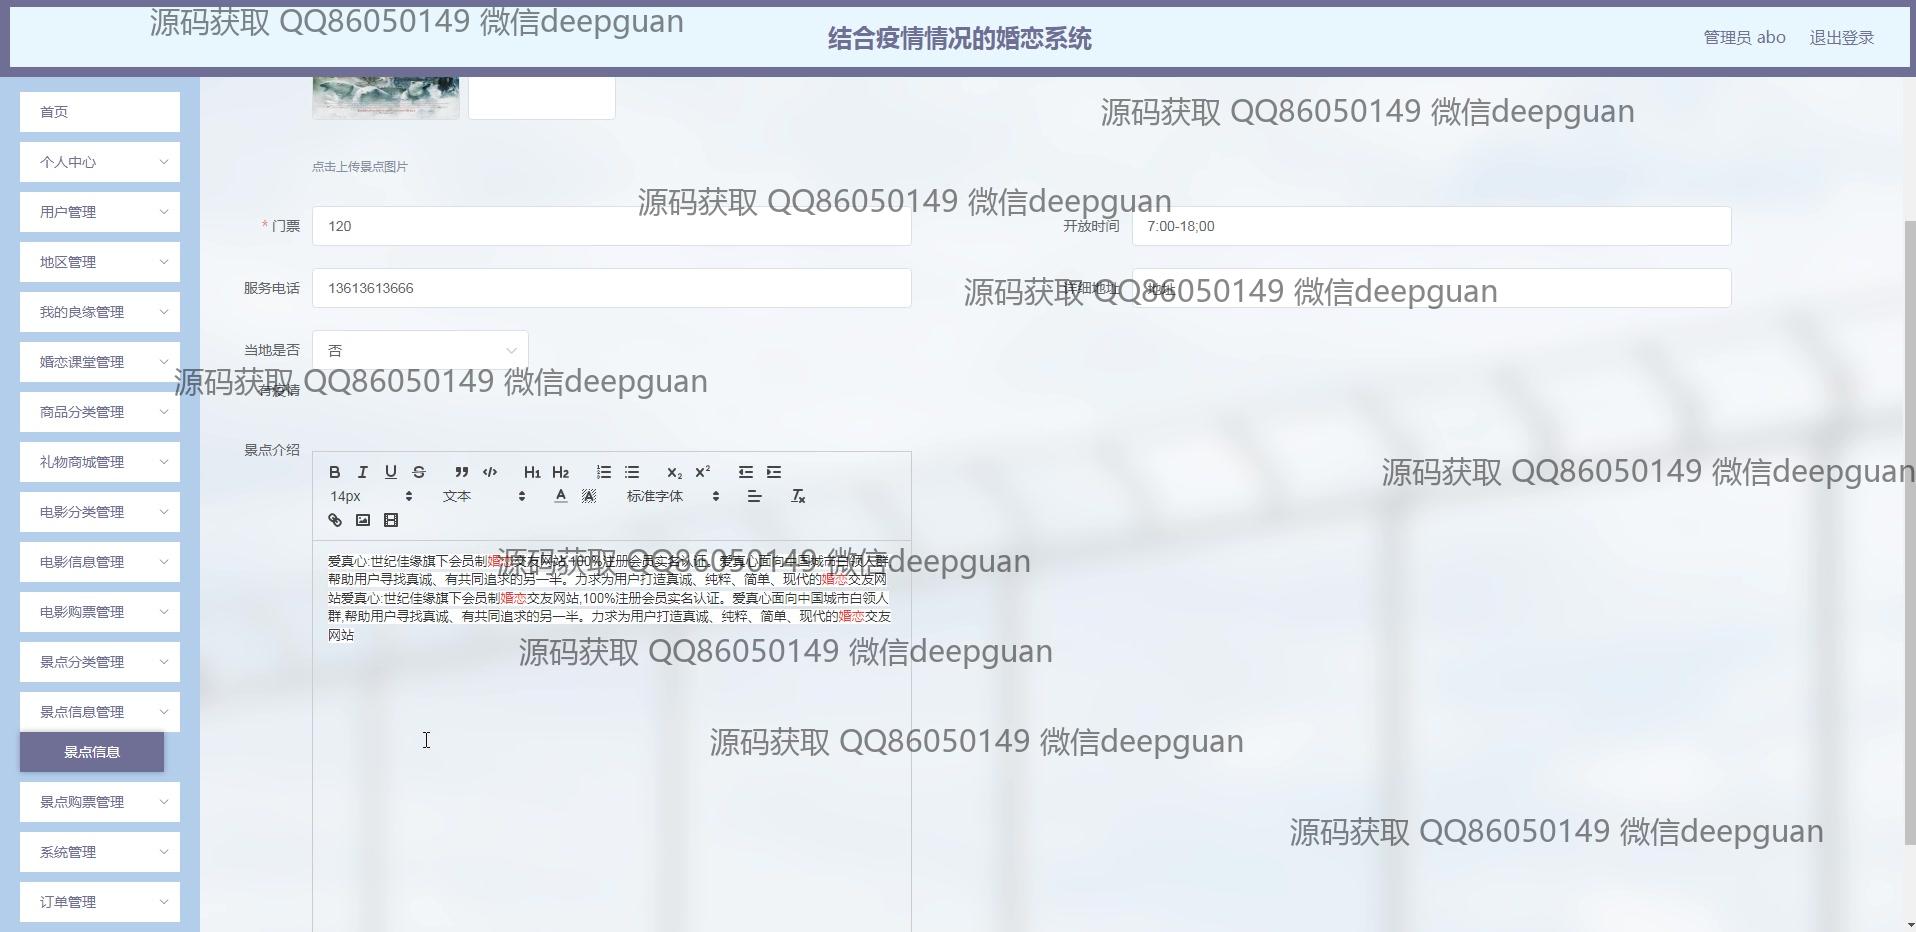 源码获取 QQ86050149 微信deepguan
结合疫情情况的婚恋系统
管理员 abo
退出登录
首页
个人中心
用户管理
地区管理
我的良缘管理
婚恋课堂管理
商品分类管理
礼物商城管理
电影分类管理
电影信息管理
电影购票管理
景点分类管理
景点信息管理
景点信息
景点购票管理
系统管理
订单管理
源码获取 QQ86050149 微信deepguan
点击上传景点图片
源码获取 QQ86050149 微信deepguan
* 门票
120
开放时间
7:00-18;00
服务电话
13613613666
详细地址
地址
源码获取 QQ86050149 微信deepguan
当地是否
有疫情
否
源码获取 QQ86050149 微信deepguan
景点介绍
B I U S H1 H2 X2 X2
14px 文本 A A 标准字体 Tx
源码获取 QQ86050149 微信deepguan
爱真心:世纪佳缘旗下会员制婚恋交友网站,100%注册会员实名认证。爱真心面向中国城市白领人群
帮助用户寻找真诚、有共同追求的另一半。力求为用户打造真诚、纯粹、简单、现代的婚恋交友网
站爱真心:世纪佳缘旗下会员制婚恋交友网站,100%注册会员实名认证。爱真心面向中国城市白领人
群,帮助用户寻找真诚、有共同追求的另一半。力求为用户打造真诚、纯粹、简单、现代的婚恋交友
网站
源码获取 QQ86050149 微信deepguan
源码获取 QQ86050149 微信deepguan
源码获取 QQ86050149 微信deepguan
源码获取 QQ86050149 微信deepguan